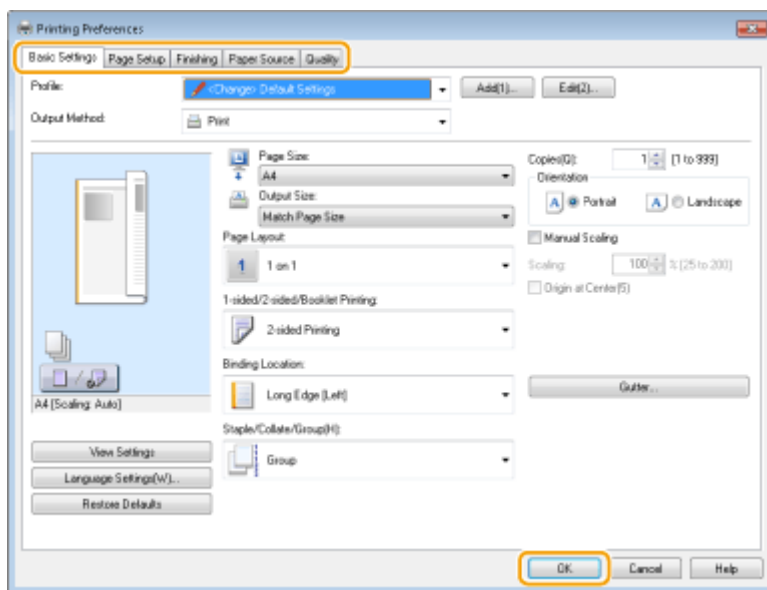 Printing Preferences
Basic Settings Page Setup Finishing Paper Source Quality
Profile: <Change> Default Settings Add(1)... Edit(2)...
Output Method: Print
Page Size:
A4
Output Size:
Match Page Size
Page Layout:
1 1 on 1
1-sided/2-sided/Booklet Printing:
2-sided Printing
Binding Location:
Long Edge [Left]
Staple/Collate/Group(H):
Group
Copies(Q): 1 [1 to 999]
Orientation
A Portrait A Landscape
Manual Scaling
Scaling: 100 % [25 to 200]
Origin at Center(5)
Gutter...
A4 [Scaling: Auto]
View Settings
Language Settings(W)...
Restore Defaults
OK Cancel Help